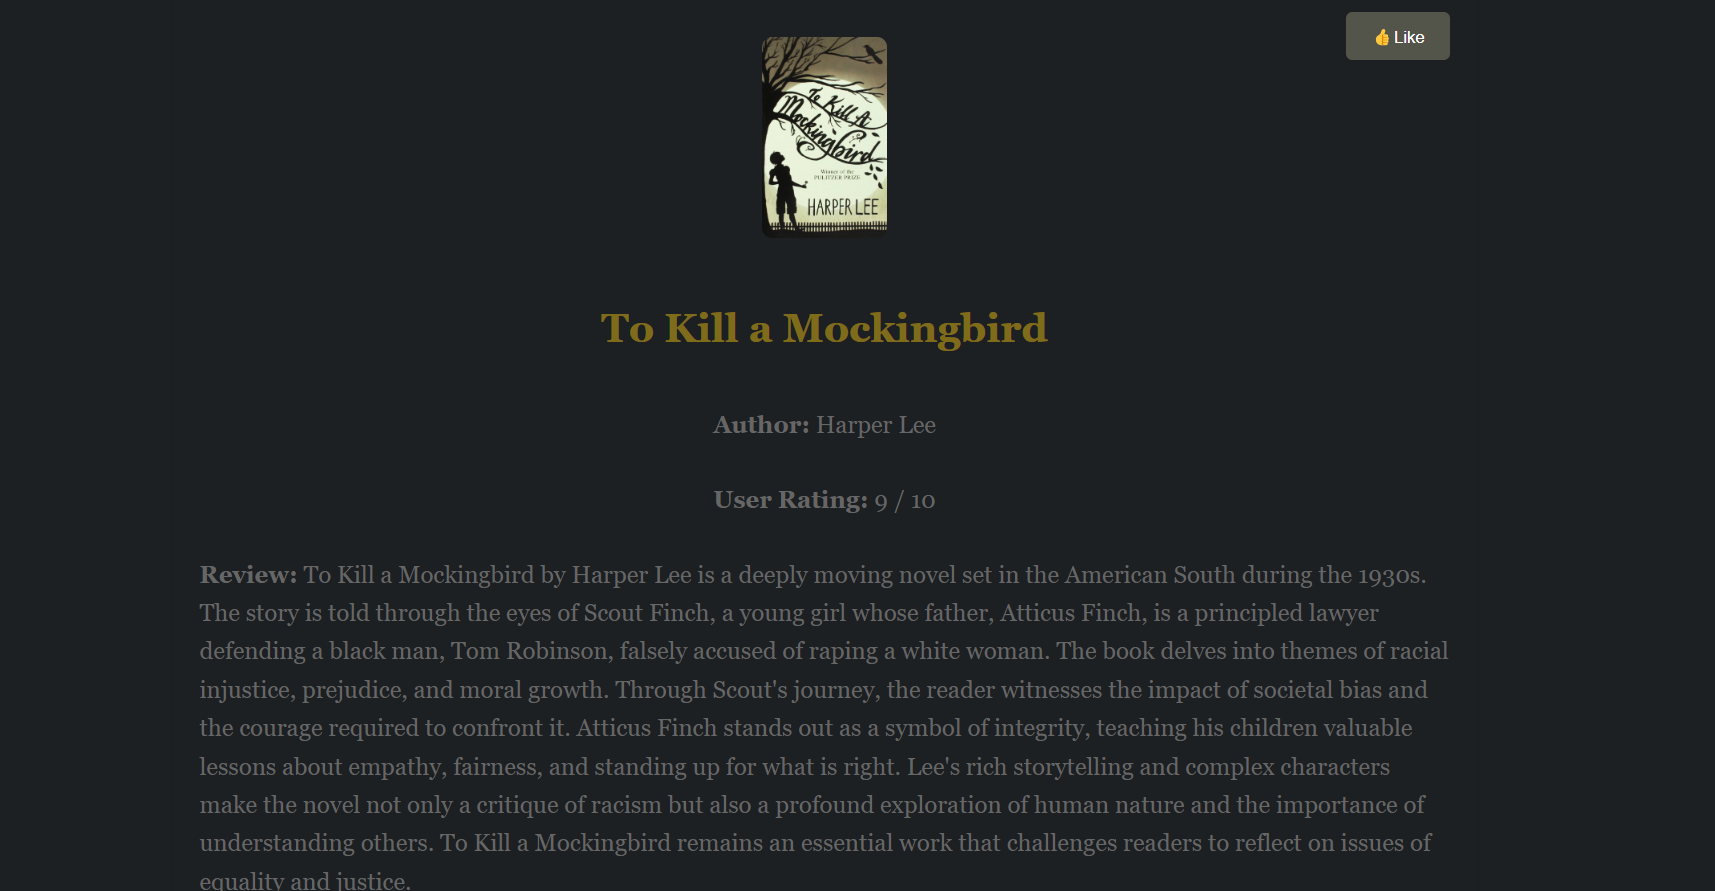 👍 Like
To Kill A
Mockingbird
Winner of the
PULITZER PRIZE
HARPER LEE
To Kill a Mockingbird
Author: Harper Lee
User Rating: 9 / 10
Review: To Kill a Mockingbird by Harper Lee is a deeply moving novel set in the American South during the 1930s.
The story is told through the eyes of Scout Finch, a young girl whose father, Atticus Finch, is a principled lawyer
defending a black man, Tom Robinson, falsely accused of raping a white woman. The book delves into themes of racial
injustice, prejudice, and moral growth. Through Scout's journey, the reader witnesses the impact of societal bias and
the courage required to confront it. Atticus Finch stands out as a symbol of integrity, teaching his children valuable
lessons about empathy, fairness, and standing up for what is right. Lee's rich storytelling and complex characters
make the novel not only a critique of racism but also a profound exploration of human nature and the importance of
understanding others. To Kill a Mockingbird remains an essential work that challenges readers to reflect on issues of
equality and justice.